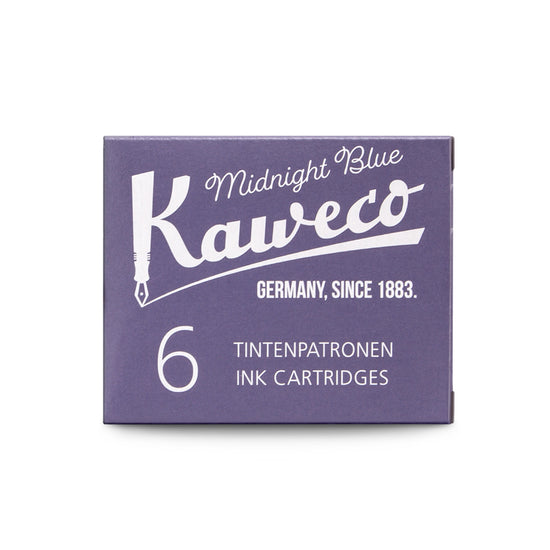 Midnight Blue
Kaweco
GERMANY, SINCE 1883.
6
TINTENPATRONEN
INK CARTRIDGES